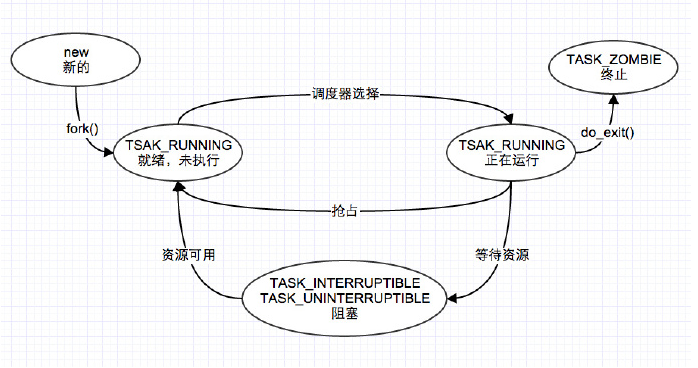 new
新的
TASK_ZOMBIE
终止
调度器选择
fork()
do_exit()
TSAK_RUNNING
就绪，未执行
TSAK_RUNNING
正在运行
抢占
资源可用
等待资源
TASK_INTERRUPTIBLE
TASK_UNINTERRUPTIBLE
阻塞